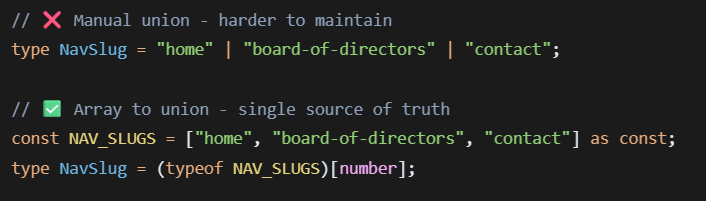 // ❌ Manual union - harder to maintain
type NavSlug = "home" | "board-of-directors" | "contact";
// ✅ Array to union - single source of truth
const NAV_SLUGS = ["home", "board-of-directors", "contact"] as const;
type NavSlug = (typeof NAV_SLUGS)[number];